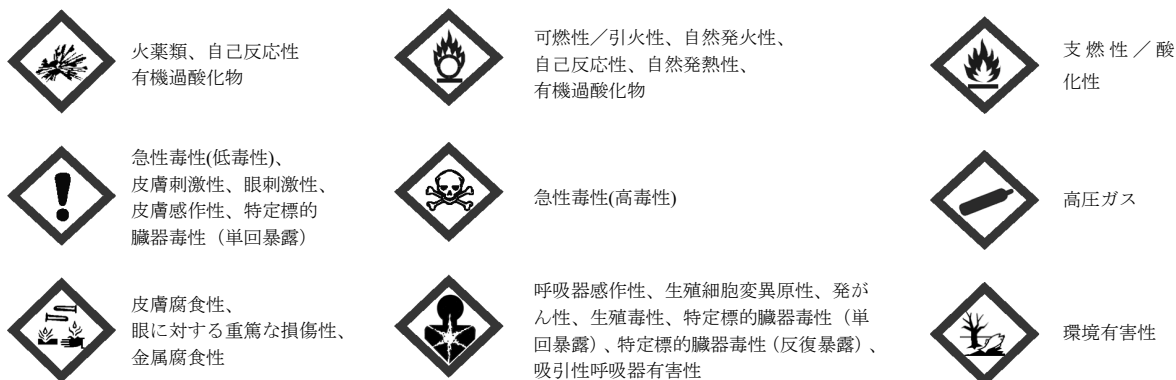 火薬類、自己反応性
有機過酸化物
可燃性／引火性、自然発火性、
自己反応性、自然発熱性、
有機過酸化物
支燃性／酸
化性
急性毒性(低毒性)、
皮膚刺激性、眼刺激性、
皮膚感作性、特定標的
臓器毒性（単回暴露）
急性毒性(高毒性)
高圧ガス
皮膚腐食性、
眼に対する重篤な損傷性、
金属腐食性
呼吸器感作性、生殖細胞変異原性、発が
ん性、生殖毒性、特定標的臓器毒性（単
回暴露）、特定標的臓器毒性（反復暴露）、
吸引性呼吸器有害性
環境有害性